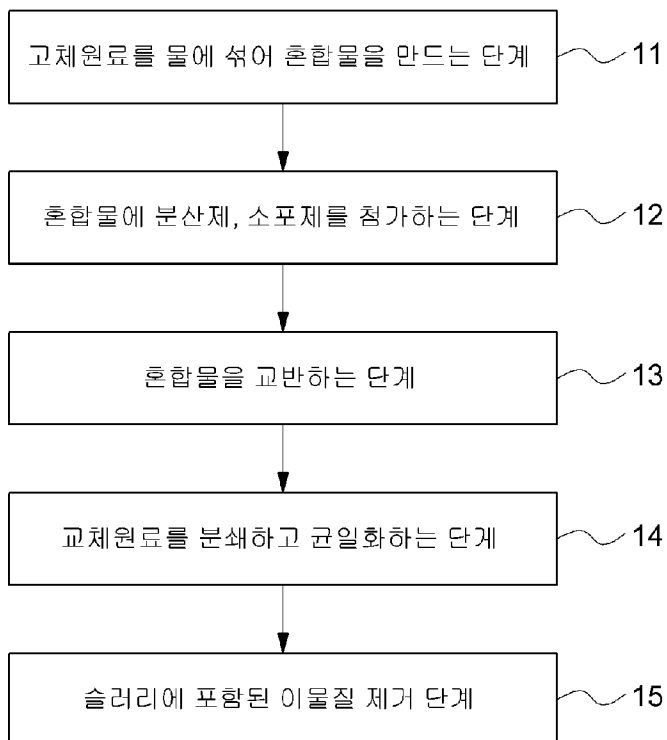 고체원료를 물에 섞어 혼합물을 만드는 단계 11
혼합물에 분산제, 소포제를 첨가하는 단계 12
혼합물을 교반하는 단계 13
교체원료를 분쇄하고 균일화하는 단계 14
슬러리에 포함된 이물질 제거 단계 15